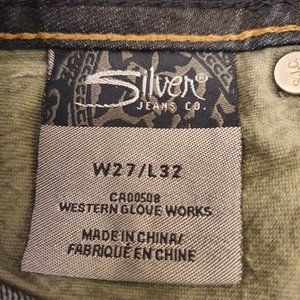 Silver®
JEANS CO.
W27/L32
CA00508
WESTERN GLOVE WORKS
MADE IN CHINA/
FABRIQUÉ EN CHINE